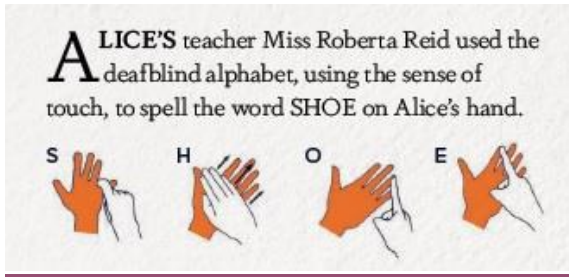 ALICE'S teacher Miss Roberta Reid used the
deafblind alphabet, using the sense of
touch, to spell the word SHOE on Alice's hand.
S H O E